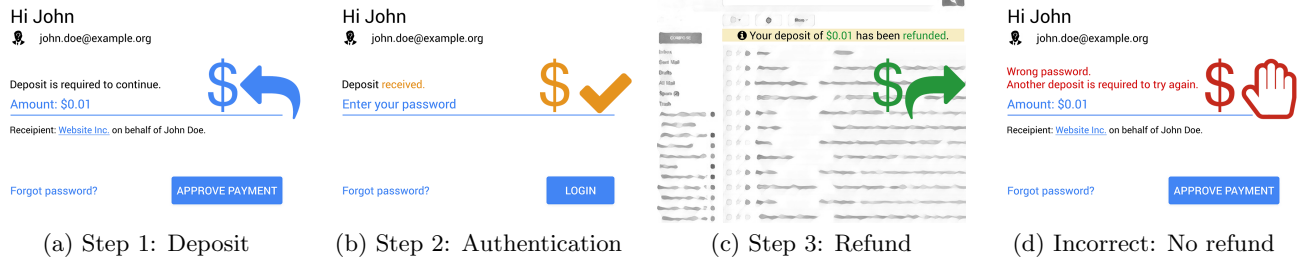 Hi John
john.doe@example.org
Deposit is required to continue.
Amount: $0.01
Receipient: Website Inc. on behalf of John Doe.
$
Forgot password?
APPROVE PAYMENT
(a) Step 1: Deposit
Hi John
john.doe@example.org
Deposit received.
Enter your password
$
Forgot password?
LOGIN
(b) Step 2: Authentication
Your deposit of $0.01 has been refunded.
Inbox
Sent Mail
Drafts
All Mail
Spam
Trash
$
(c) Step 3: Refund
Hi John
john.doe@example.org
Wrong password.
Another deposit is required to try again.
Amount: $0.01
Receipient: Website Inc. on behalf of John Doe.
$
Forgot password?
APPROVE PAYMENT
(d) Incorrect: No refund